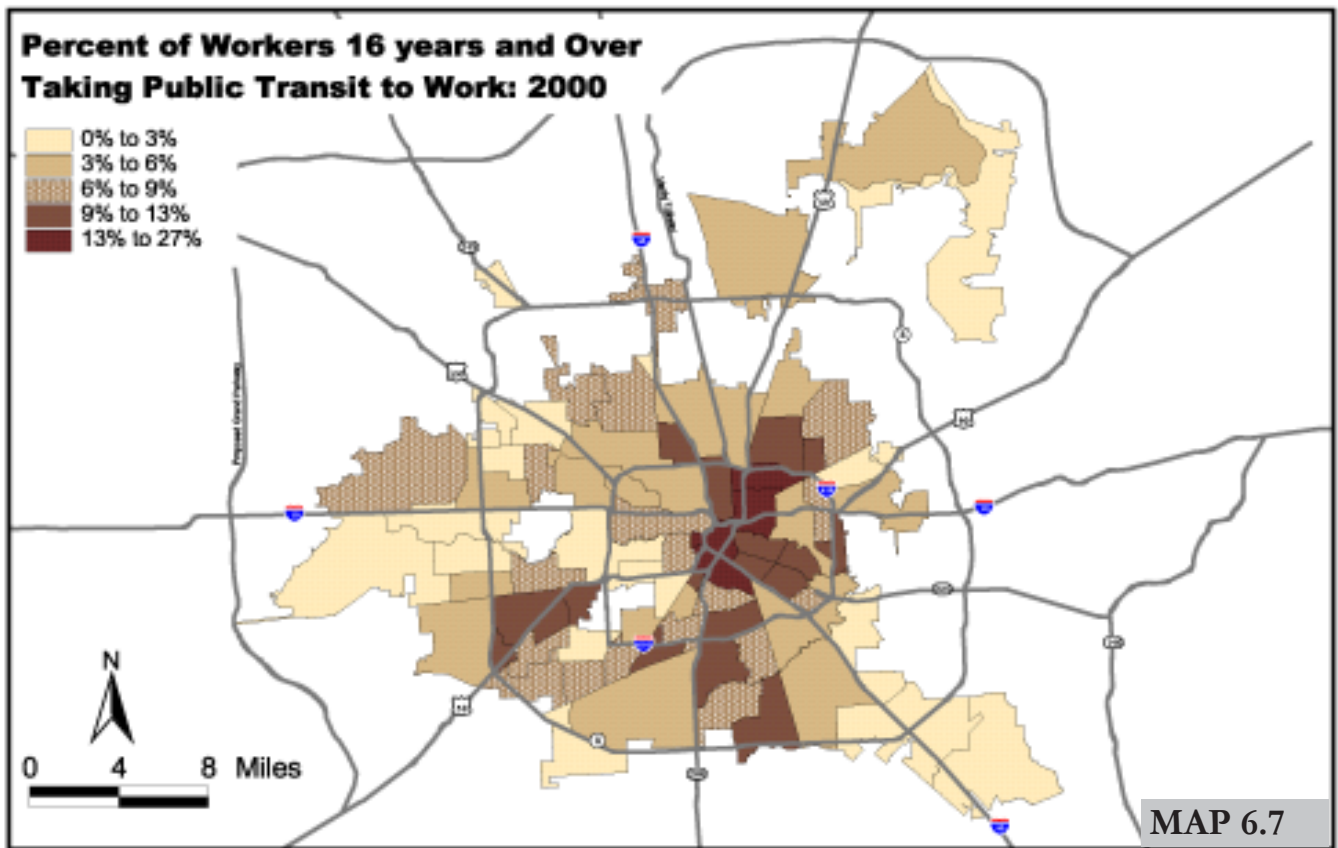 Percent of Workers 16 years and Over
Taking Public Transit to Work: 2000
0% to 3%
3% to 6%
6% to 9%
9% to 13%
13% to 27%
N
0 4 8 Miles
MAP 6.7